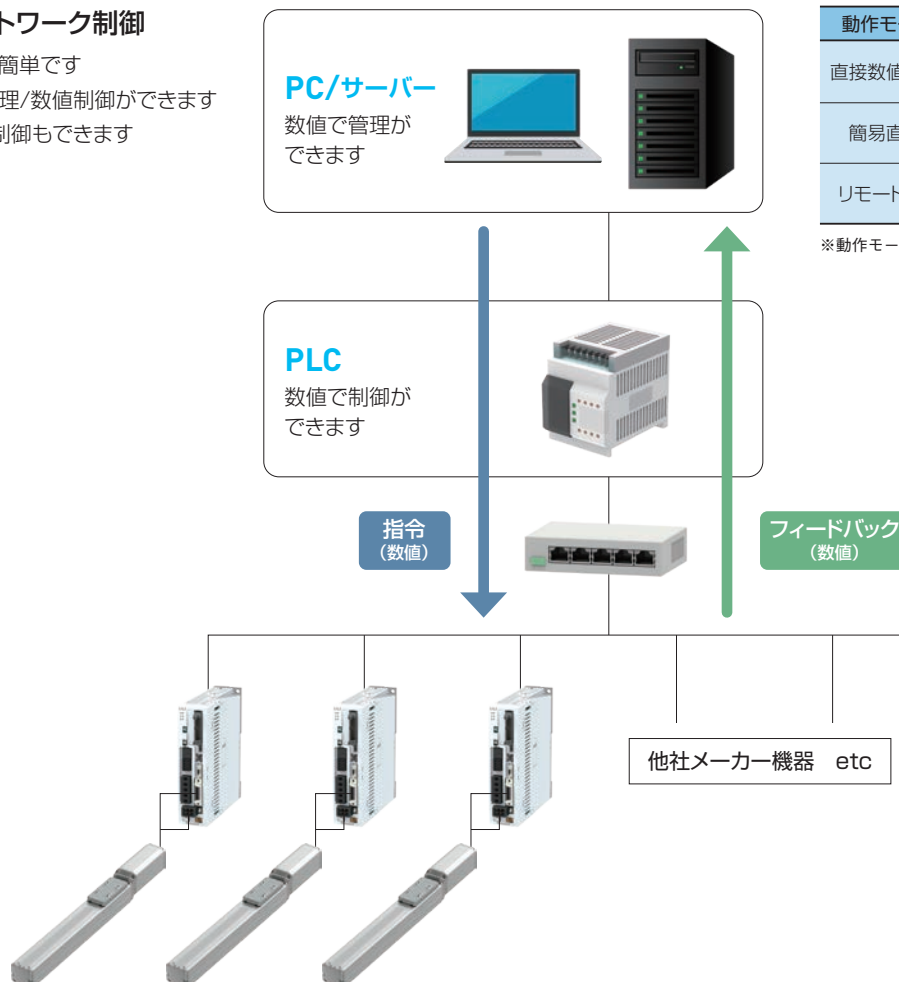 トワーク制御
簡単です
理/数値制御ができます
制御もできます
PC/サーバー
数値で管理が
できます
動作モー
直接数値
簡易直
リモート
※動作モー
PLC
数値で制御が
できます
指令
(数値)
フィードバック
(数値)
他社メーカー機器　etc